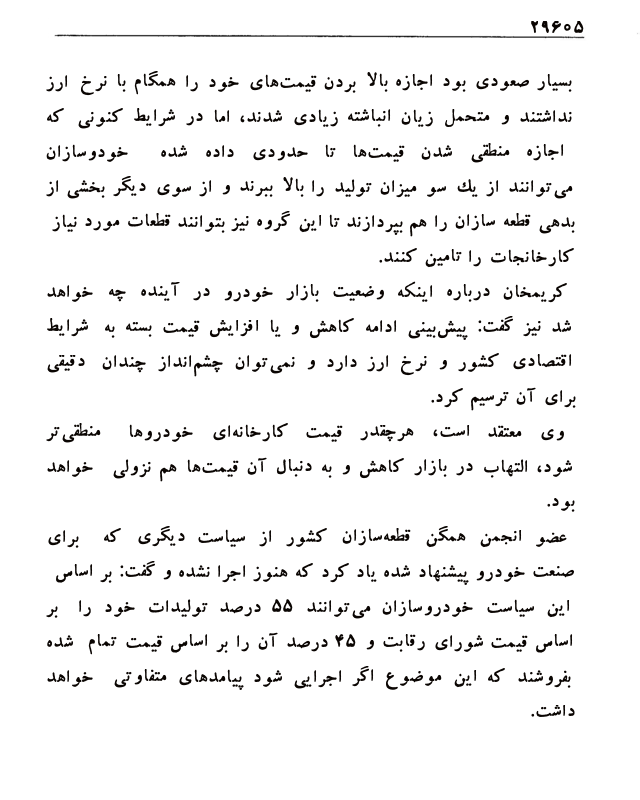 ۲۹۶۰۵
بسیار صعودی بود اجازه بالا بردن قیمت‌های خود را همگام با نرخ ارز
نداشتند و متحمل زیان انباشته زیادی شدند، اما در شرایط کنونی که
اجازه منطقی شدن قیمت‌ها تا حدودی داده شده خودوسازان
می‌توانند از یك سو میزان تولید را بالا ببرند و از سوی دیگر بخشی از
بدهی قطعه سازان را هم بپردازند تا این گروه نیز بتوانند قطعات مورد نیاز
کارخانجات را تامین کنند.
کریمخان درباره اینکه وضعیت بازار خودرو در آینده چه خواهد
شد نیز گفت: پیش‌بینی ادامه کاهش و یا افزایش قیمت بسته به شرایط
اقتصادی کشور و نرخ ارز دارد و نمی‌توان چشم‌انداز چندان دقیقی
برای آن ترسیم کرد.
وی معتقد است، هرچقدر قیمت کارخانه‌ای خودروها منطقی‌تر
شود، التهاب در بازار کاهش و به دنبال آن قیمت‌ها هم نزولی خواهد
بود.
عضو انجمن همگن قطعه‌سازان کشور از سیاست دیگری که برای
صنعت خودرو پیشنهاد شده یاد کرد که هنوز اجرا نشده و گفت: بر اساس
این سیاست خودروسازان می‌توانند ۵۵ درصد تولیدات خود را بر
اساس قیمت شورای رقابت و ۴۵ درصد آن را بر اساس قیمت تمام شده
بفروشند که این موضوع اگر اجرایی شود پیامدهای متفاوتی خواهد
داشت.